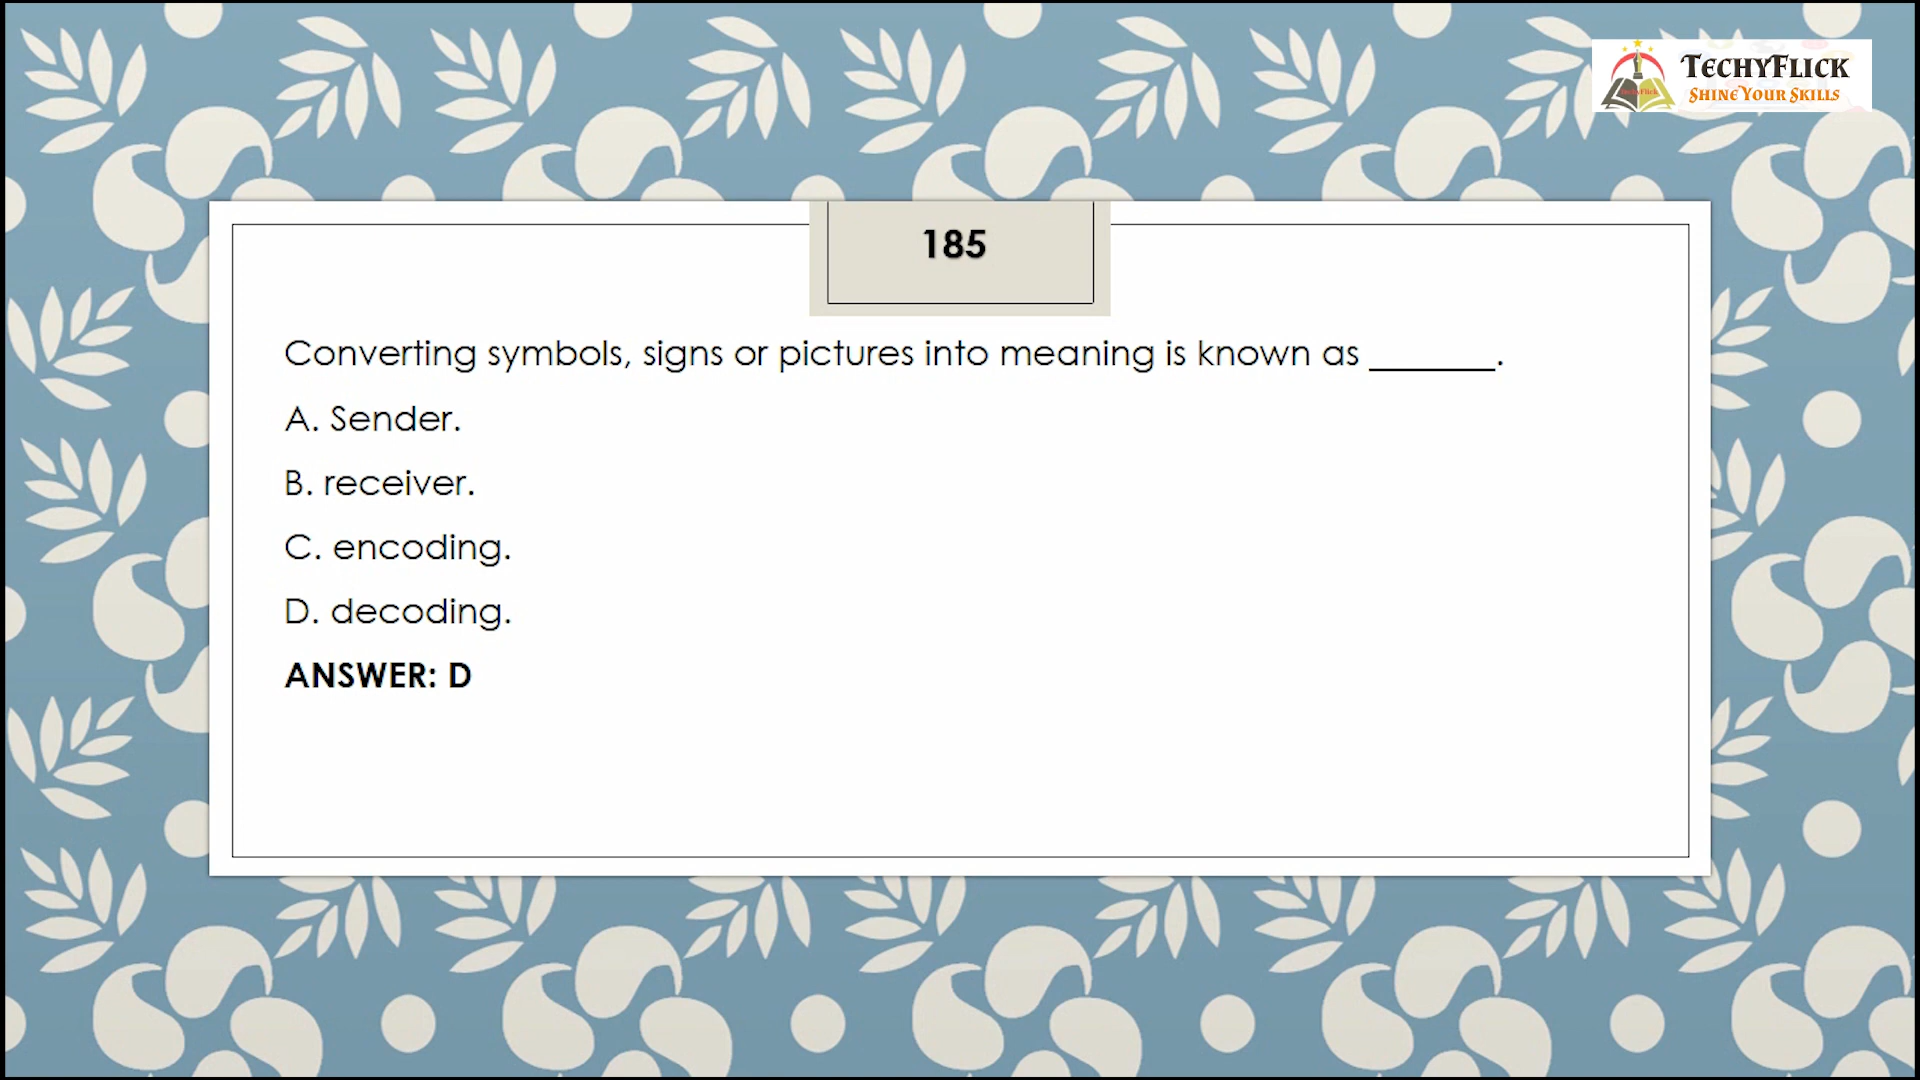 TECHYFLICK
SHINE YOUR SKILLS
185
Converting symbols, signs or pictures into meaning is known as _______.
A. Sender.
B. receiver.
C. encoding.
D. decoding.
ANSWER: D